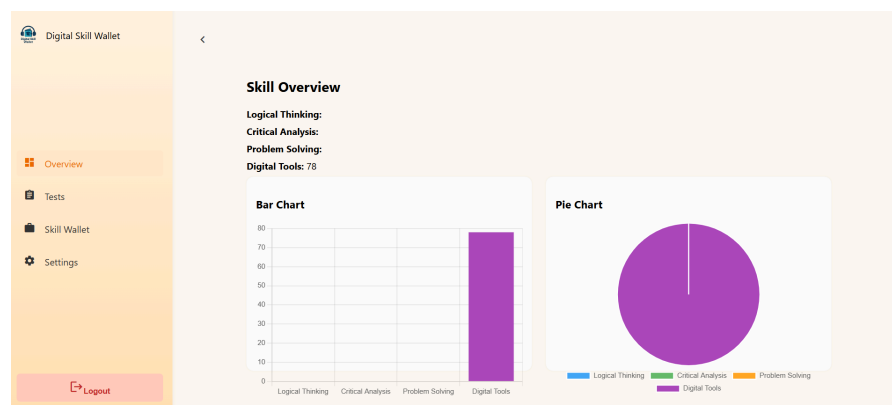 Digital Skill Wallet
Overview
Tests
Skill Wallet
Settings
Logout
Skill Overview
Logical Thinking:
Critical Analysis:
Problem Solving:
Digital Tools: 78
Bar Chart
80
70
60
50
40
30
20
10
0
Logical Thinking Critical Analysis Problem Solving Digital Tools
Pie Chart
Logical Thinking Critical Analysis Problem Solving
Digital Tools